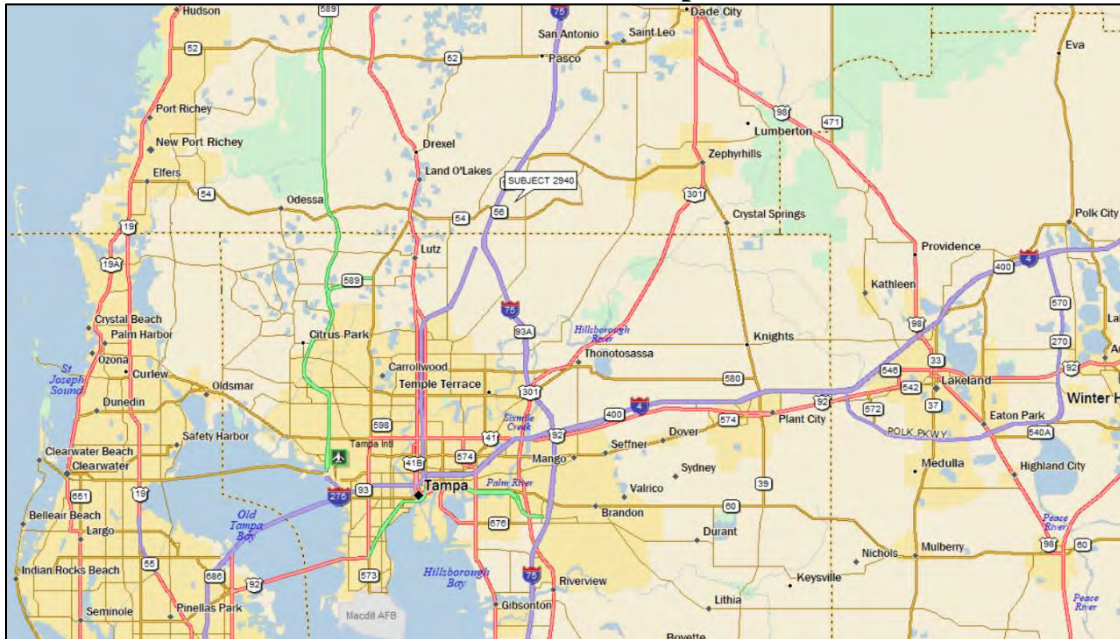 Hudson
589
75
Dade City
San Antonio
Saint Leo
Eva
52
52
Pasco
98
471
Port Richey
Lumberton
New Port Richey
Drexel
Zephyrhills
Elfers
Land O'Lakes
SUBJECT 2940
54
Odessa
54
56
301
Crystal Springs
Polk City
19
Lutz
Providence
19A
589
400
4
Kathleen
570
Crystal Beach
75
93A
Hillsborough
River
98
270
Palm Harbor
Citrus Park
Knights
Ozona
Thonotosassa
33
St
Joseph
Sound
Curlew
Carrollwood
546
92
Oldsmar
Temple Terrace
301
580
542
Lakeland
Dunedin
4
400
92
572
37
Winter H
598
Sixmile
Creek
574
Plant City
Eaton Park
Safety Harbor
Tampa Intl
41
92
Seffner
Dover
POLK PKWY
540A
Clearwater Beach
41B
574
Mango
Clearwater
Sydney
Medulla
Highland City
651
19
275
93
Tampa
Palm River
Valrico
39
Belleair Beach
Old
Tampa
Bay
676
Brandon
60
Peace
River
Largo
Durant
98
60
55
Nichols
Mulberry
Indian Rocks Beach
686
92
573
Hillsborough
Bay
75
Riverview
Keysville
Seminole
Pinellas Park
Macdill AFB
Gibsonton
Lithia
Peace
River